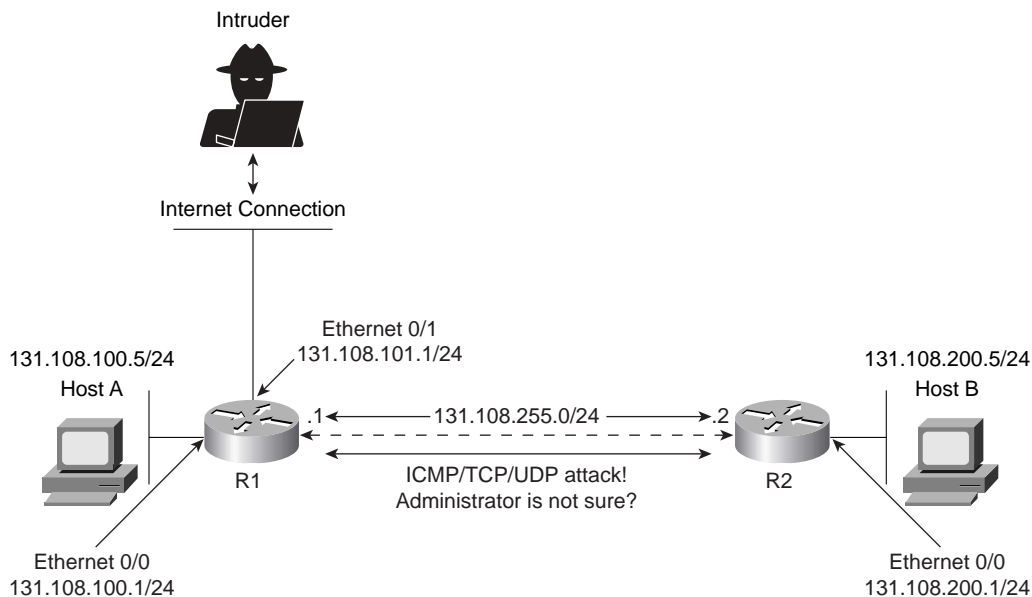 Intruder
Internet Connection
Ethernet 0/1
131.108.101.1/24
131.108.100.5/24
Host A
131.108.200.5/24
Host B
.1
131.108.255.0/24
.2
R1
ICMP/TCP/UDP attack!
Administrator is not sure?
R2
Ethernet 0/0
131.108.100.1/24
Ethernet 0/0
131.108.200.1/24